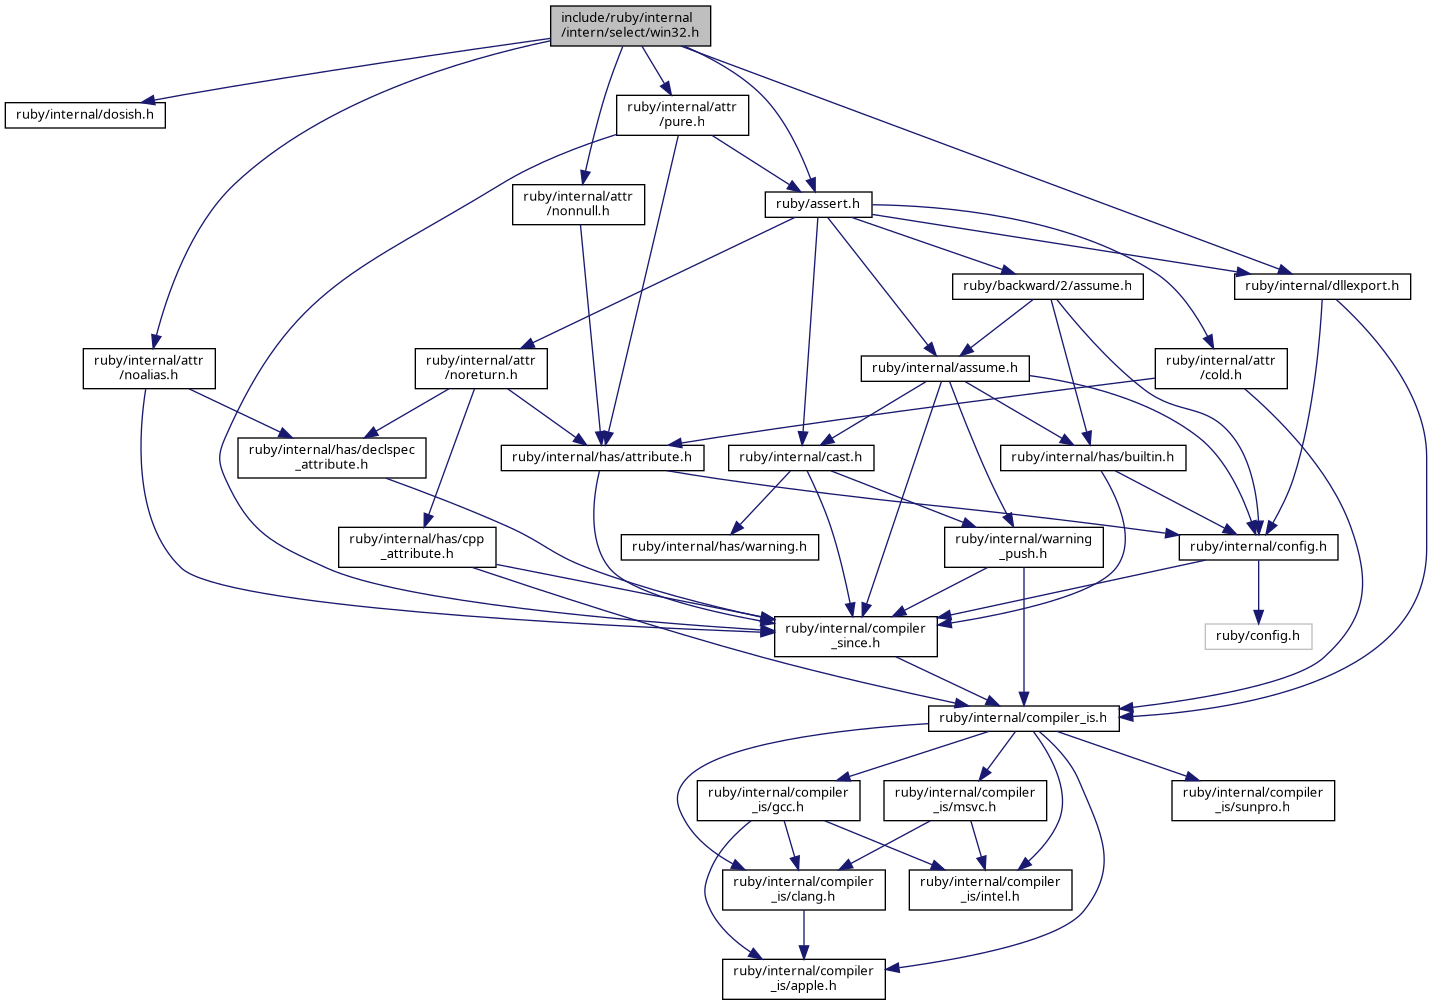 include/ruby/internal
/intern/select/win32.h
ruby/internal/dosish.h
ruby/internal/attr
/pure.h
ruby/internal/attr
/nonnull.h
ruby/assert.h
ruby/backward/2/assume.h
ruby/internal/dllexport.h
ruby/internal/attr
/noalias.h
ruby/internal/attr
/noreturn.h
ruby/internal/assume.h
ruby/internal/attr
/cold.h
ruby/internal/has/declspec
_attribute.h
ruby/internal/has/attribute.h
ruby/internal/cast.h
ruby/internal/has/builtin.h
ruby/internal/has/cpp
_attribute.h
ruby/internal/has/warning.h
ruby/internal/warning
_push.h
ruby/internal/config.h
ruby/internal/compiler
_since.h
ruby/config.h
ruby/internal/compiler_is.h
ruby/internal/compiler
_is/gcc.h
ruby/internal/compiler
_is/msvc.h
ruby/internal/compiler
_is/sunpro.h
ruby/internal/compiler
_is/clang.h
ruby/internal/compiler
_is/intel.h
ruby/internal/compiler
_is/apple.h